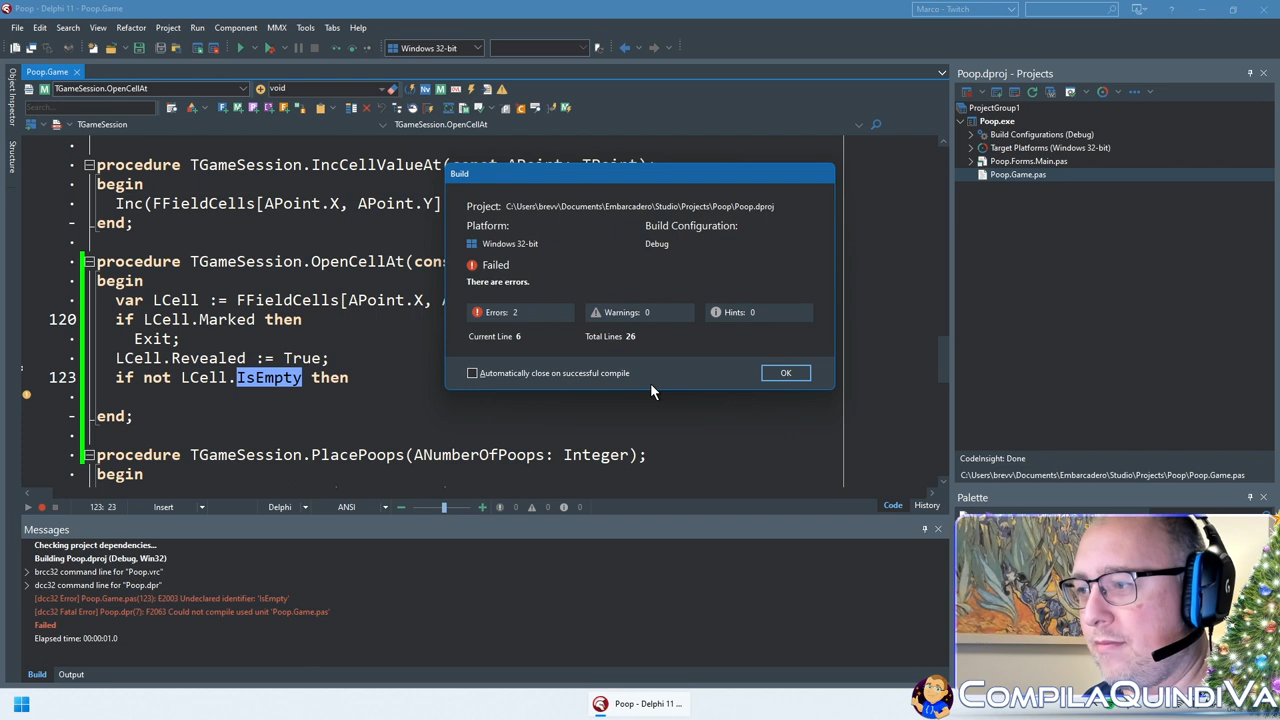 Poop - Delphi 11 - Poop.Game
Marco - Twitch
File Edit Search View Refactor Project Run Component MMX Tools Tabs Help
Windows 32-bit
Poop.Game
Poop.dproj - Projects
TGameSession.OpenCellAt
void
Search...
TGameSession
TGameSession.OpenCellAt
ProjectGroup1
Poop.exe
Build Configurations (Debug)
Target Platforms (Windows 32-bit)
Poop.Forms.Main.pas
Poop.Game.pas
Object Inspector
Structure
procedure TGameSession.IncCellValueAt(const APoint: TPoint);
begin
Inc(FFieldCells[APoint.X, APoint.Y]
end;
procedure TGameSession.OpenCellAt(cons
begin
var LCell := FFieldCells[APoint.X, A
120 if LCell.Marked then
Exit;
LCell.Revealed := True;
123 if not LCell.IsEmpty then
end;
procedure TGameSession.PlacePoops(ANumberOfPoops: Integer);
begin
Build
Project: C:\Users\brevv\Documents\Embarcadero\Studio\Projects\Poop\Poop.dproj
Platform: Build Configuration:
Windows 32-bit Debug
Failed
There are errors.
Errors: 2 Warnings: 0 Hints: 0
Current Line 6 Total Lines 26
Automatically close on successful compile
OK
CodeInsight: Done
C:\Users\brevv\Documents\Embarcadero\Studio\Projects\Poop\Poop.Game.pas
Palette
123: 23 Insert Delphi ANSI 0 0 0 Code History
Messages
Checking project dependencies...
Building Poop.dproj (Debug, Win32)
brcc32 command line for "Poop.vrc"
dcc32 command line for "Poop.dpr"
[dcc32 Error] Poop.Game.pas(123): E2003 Undeclared identifier: 'IsEmpty'
[dcc32 Fatal Error] Poop.dpr(7): F2063 Could not compile used unit 'Poop.Game.pas'
Failed
Elapsed time: 00:00:01.0
Build Output
Poop - Delphi 11 ...
CompilaQuindiVa